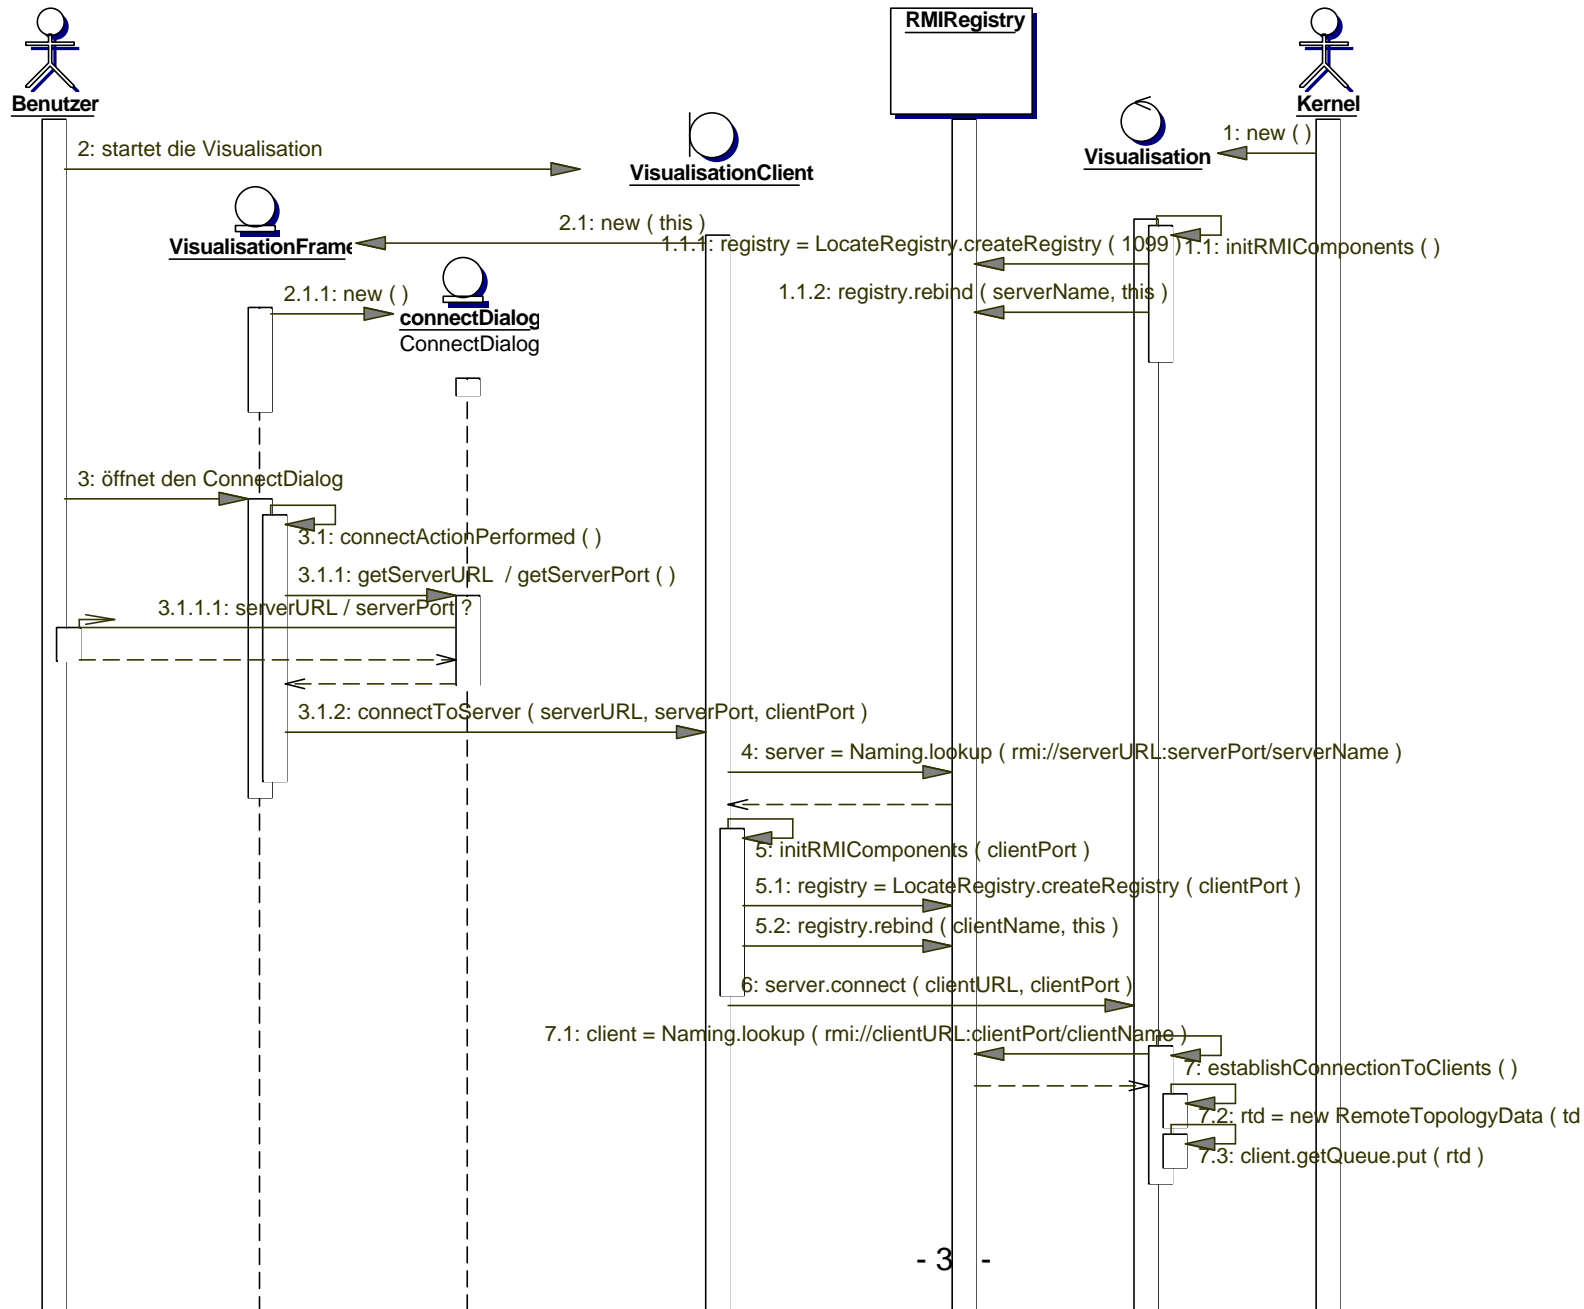 RMIRegistry
Benutzer
Kernel
1: new ( )
2: startet die Visualisation
Visualisation
VisualisationClient
2.1: new ( this )
VisualisationFrame
1.1.1: registry = LocateRegistry.createRegistry ( 1099 )
1.1: initRMIComponents ( )
2.1.1: new ( )
1.1.2: registry.rebind ( serverName, this )
connectDialog
ConnectDialog
3: öffnet den ConnectDialog
3.1: connectActionPerformed ( )
3.1.1: getServerURL / getServerPort ( )
3.1.1.1: serverURL / serverPort ?
3.1.2: connectToServer ( serverURL, serverPort, clientPort )
4: server = Naming.lookup ( rmi://serverURL:serverPort/serverName )
5: initRMIComponents ( clientPort )
5.1: registry = LocateRegistry.createRegistry ( clientPort )
5.2: registry.rebind ( clientName, this )
6: server.connect ( clientURL, clientPort )
7.1: client = Naming.lookup ( rmi://clientURL:clientPort/clientName )
7: establishConnectionToClients ( )
7.2: rtd = new RemoteTopologyData ( td
7.3: client.getQueue.put ( rtd )
- 3 -